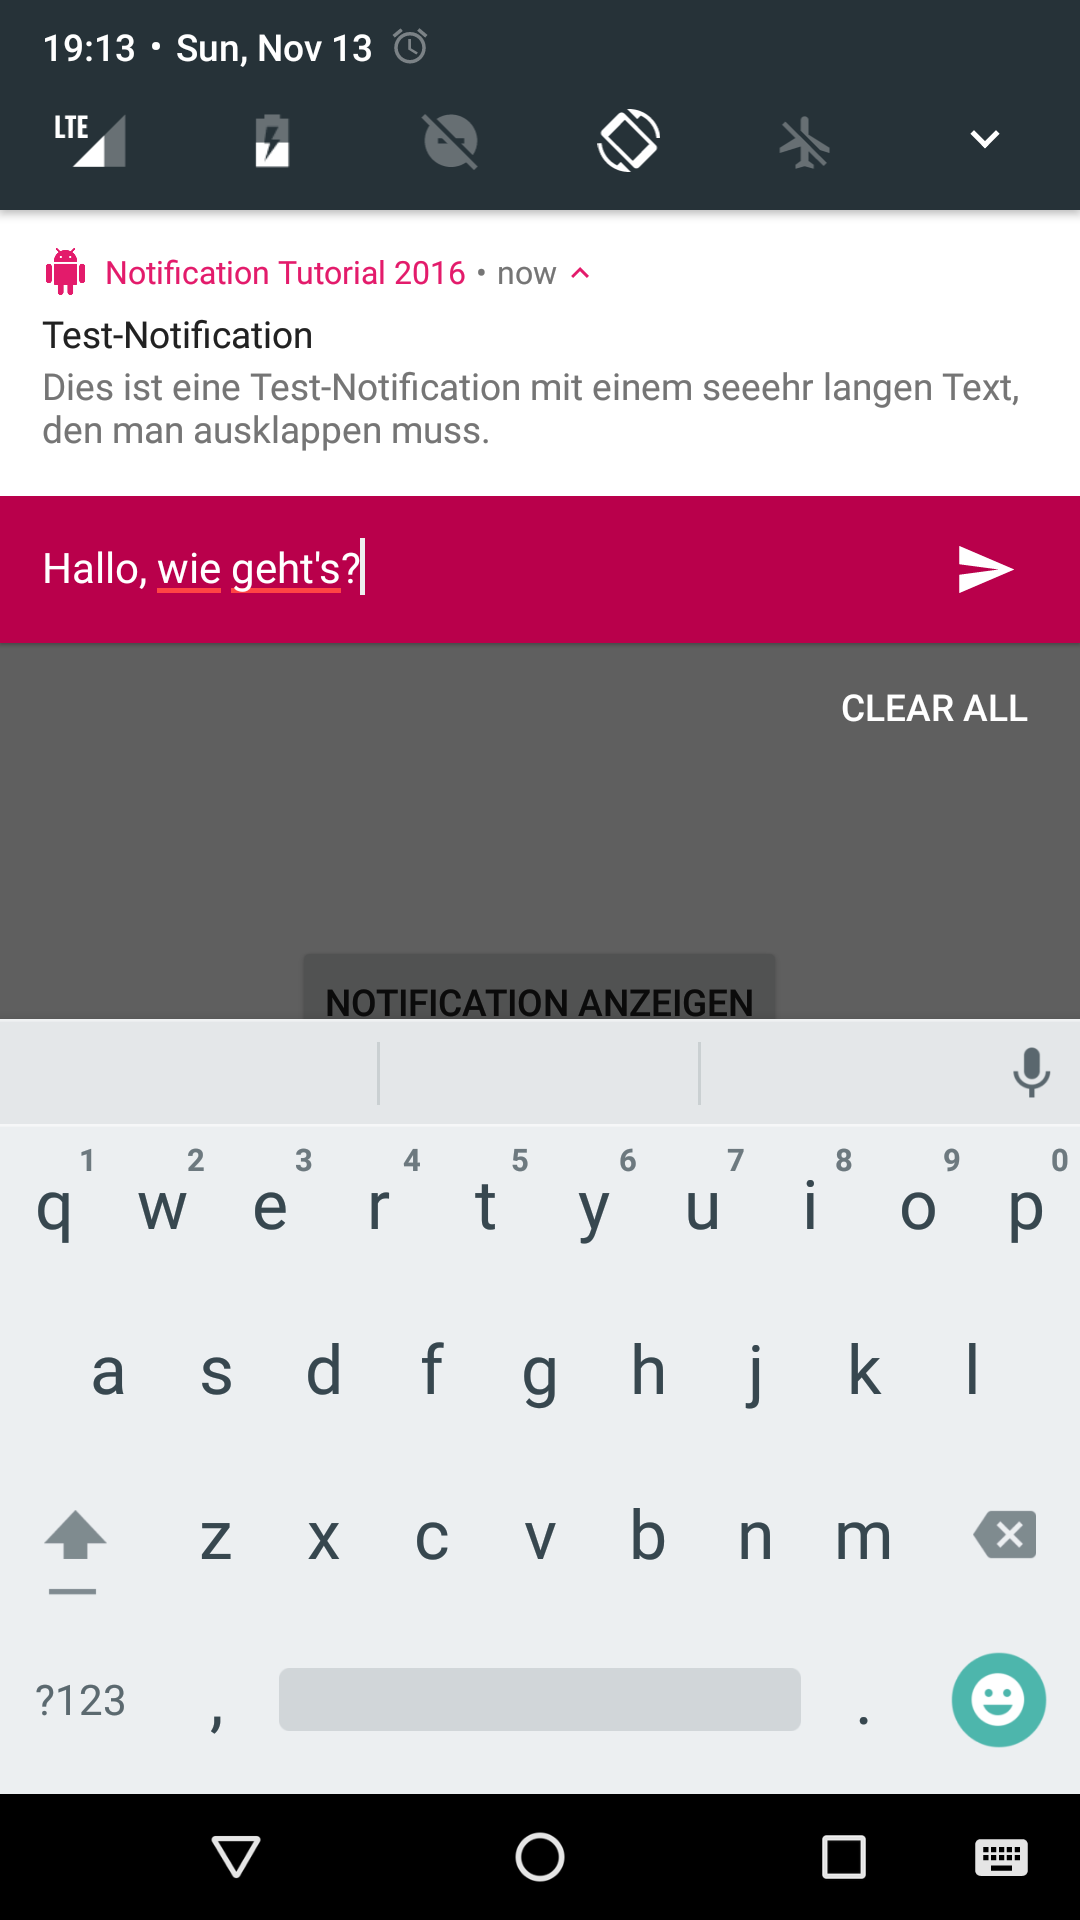 19:13 • Sun, Nov 13
LTE
Notification Tutorial 2016 • now
Test-Notification
Dies ist eine Test-Notification mit einem seeehr langen Text,
den man ausklappen muss.
Hallo, wie geht's?
CLEAR ALL
NOTIFICATION ANZEIGEN
1 2 3 4 5 6 7 8 9 0
q w e r t y u i o p
a s d f g h j k l
z x c v b n m
?123 , .